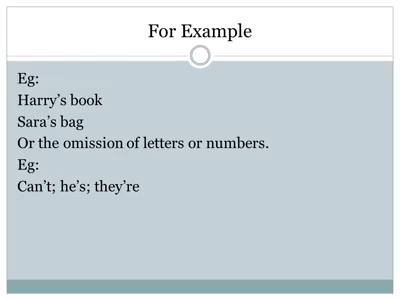 For Example
Eg:
Harry’s book
Sara’s bag
Or the omission of letters or numbers.
Eg:
Can’t; he’s; they’re